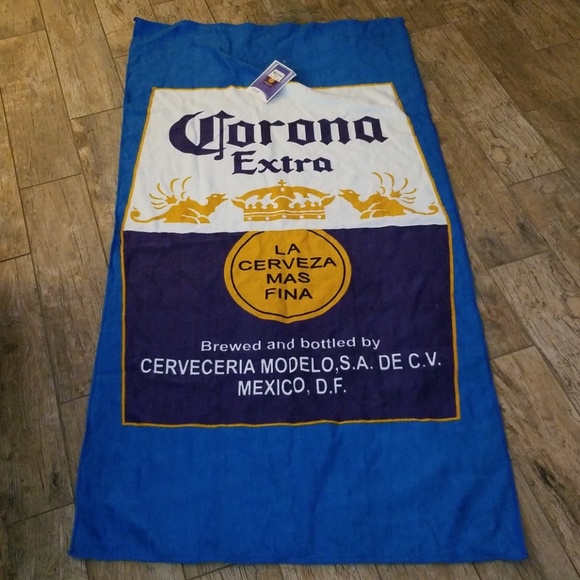 Corona
Extra
LA
CERVEZA
MAS
FINA
Brewed and bottled by
CERVECERIA MODELO,S.A. DE C.V.
MEXICO, D.F.